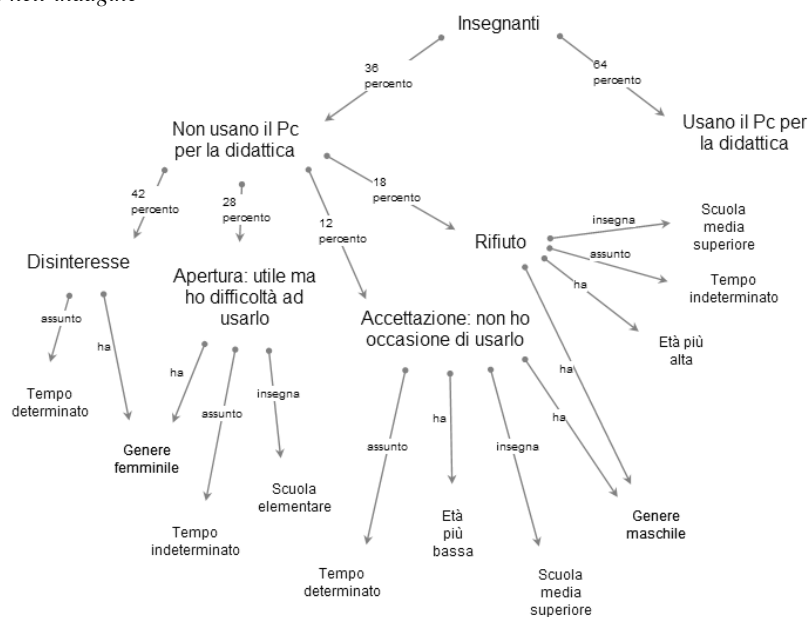 nell'indagine
Insegnanti
36
percento
64
percento
Non usano il Pc
per la didattica
Usano il Pc per
la didattica
42
percento
28
percento
12
percento
18
percento
Disinteresse
Apertura: utile ma
ho difficoltà ad
usarlo
Accettazione: non ho
occasione di usarlo
Rifiuto
insegna
Scuola
media
superiore
assunto
Tempo
indeterminato
ha
Età più
alta
ha
assunto
Tempo
determinato
ha
Genere
femminile
ha
assunto
Tempo
indeterminato
insegna
Scuola
elementare
assunto
Tempo
determinato
ha
Età
più
bassa
insegna
Scuola
media
superiore
ha
Genere
maschile